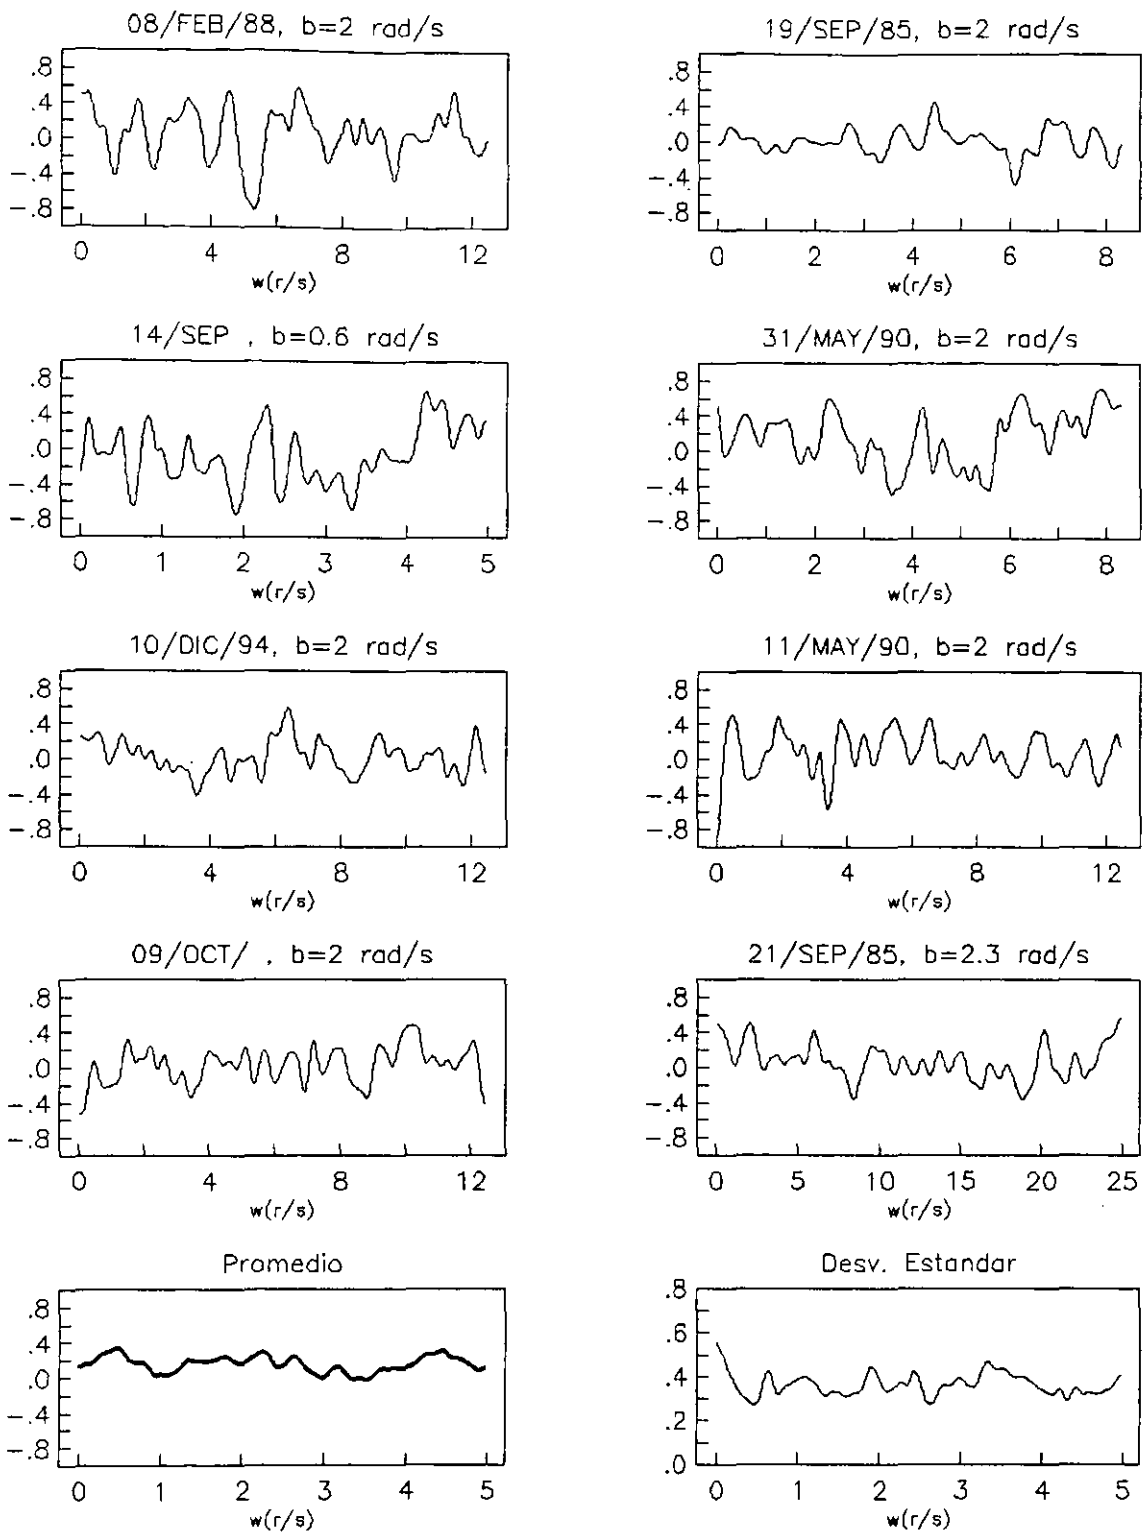 08/FEB/88, b=2 rad/s
.8
.4
.0
-.4
-.8
0 4 8 12
w(r/s)
19/SEP/85, b=2 rad/s
.8
.4
.0
-.4
-.8
0 2 4 6 8
w(r/s)
14/SEP , b=0.6 rad/s
.8
.4
.0
-.4
-.8
0 1 2 3 4 5
w(r/s)
31/MAY/90, b=2 rad/s
.8
.4
.0
-.4
-.8
0 2 4 6 8
w(r/s)
10/DIC/94, b=2 rad/s
.8
.4
.0
-.4
-.8
0 4 8 12
w(r/s)
11/MAY/90, b=2 rad/s
.8
.4
.0
-.4
-.8
0 4 8 12
w(r/s)
09/OCT/ , b=2 rad/s
.8
.4
.0
-.4
-.8
0 4 8 12
w(r/s)
21/SEP/85, b=2.3 rad/s
.8
.4
.0
-.4
-.8
0 5 10 15 20 25
w(r/s)
Promedio
.8
.4
.0
-.4
-.8
0 1 2 3 4 5
w(r/s)
Desv. Estandar
.8
.6
.4
.2
.0
0 1 2 3 4 5
w(r/s)